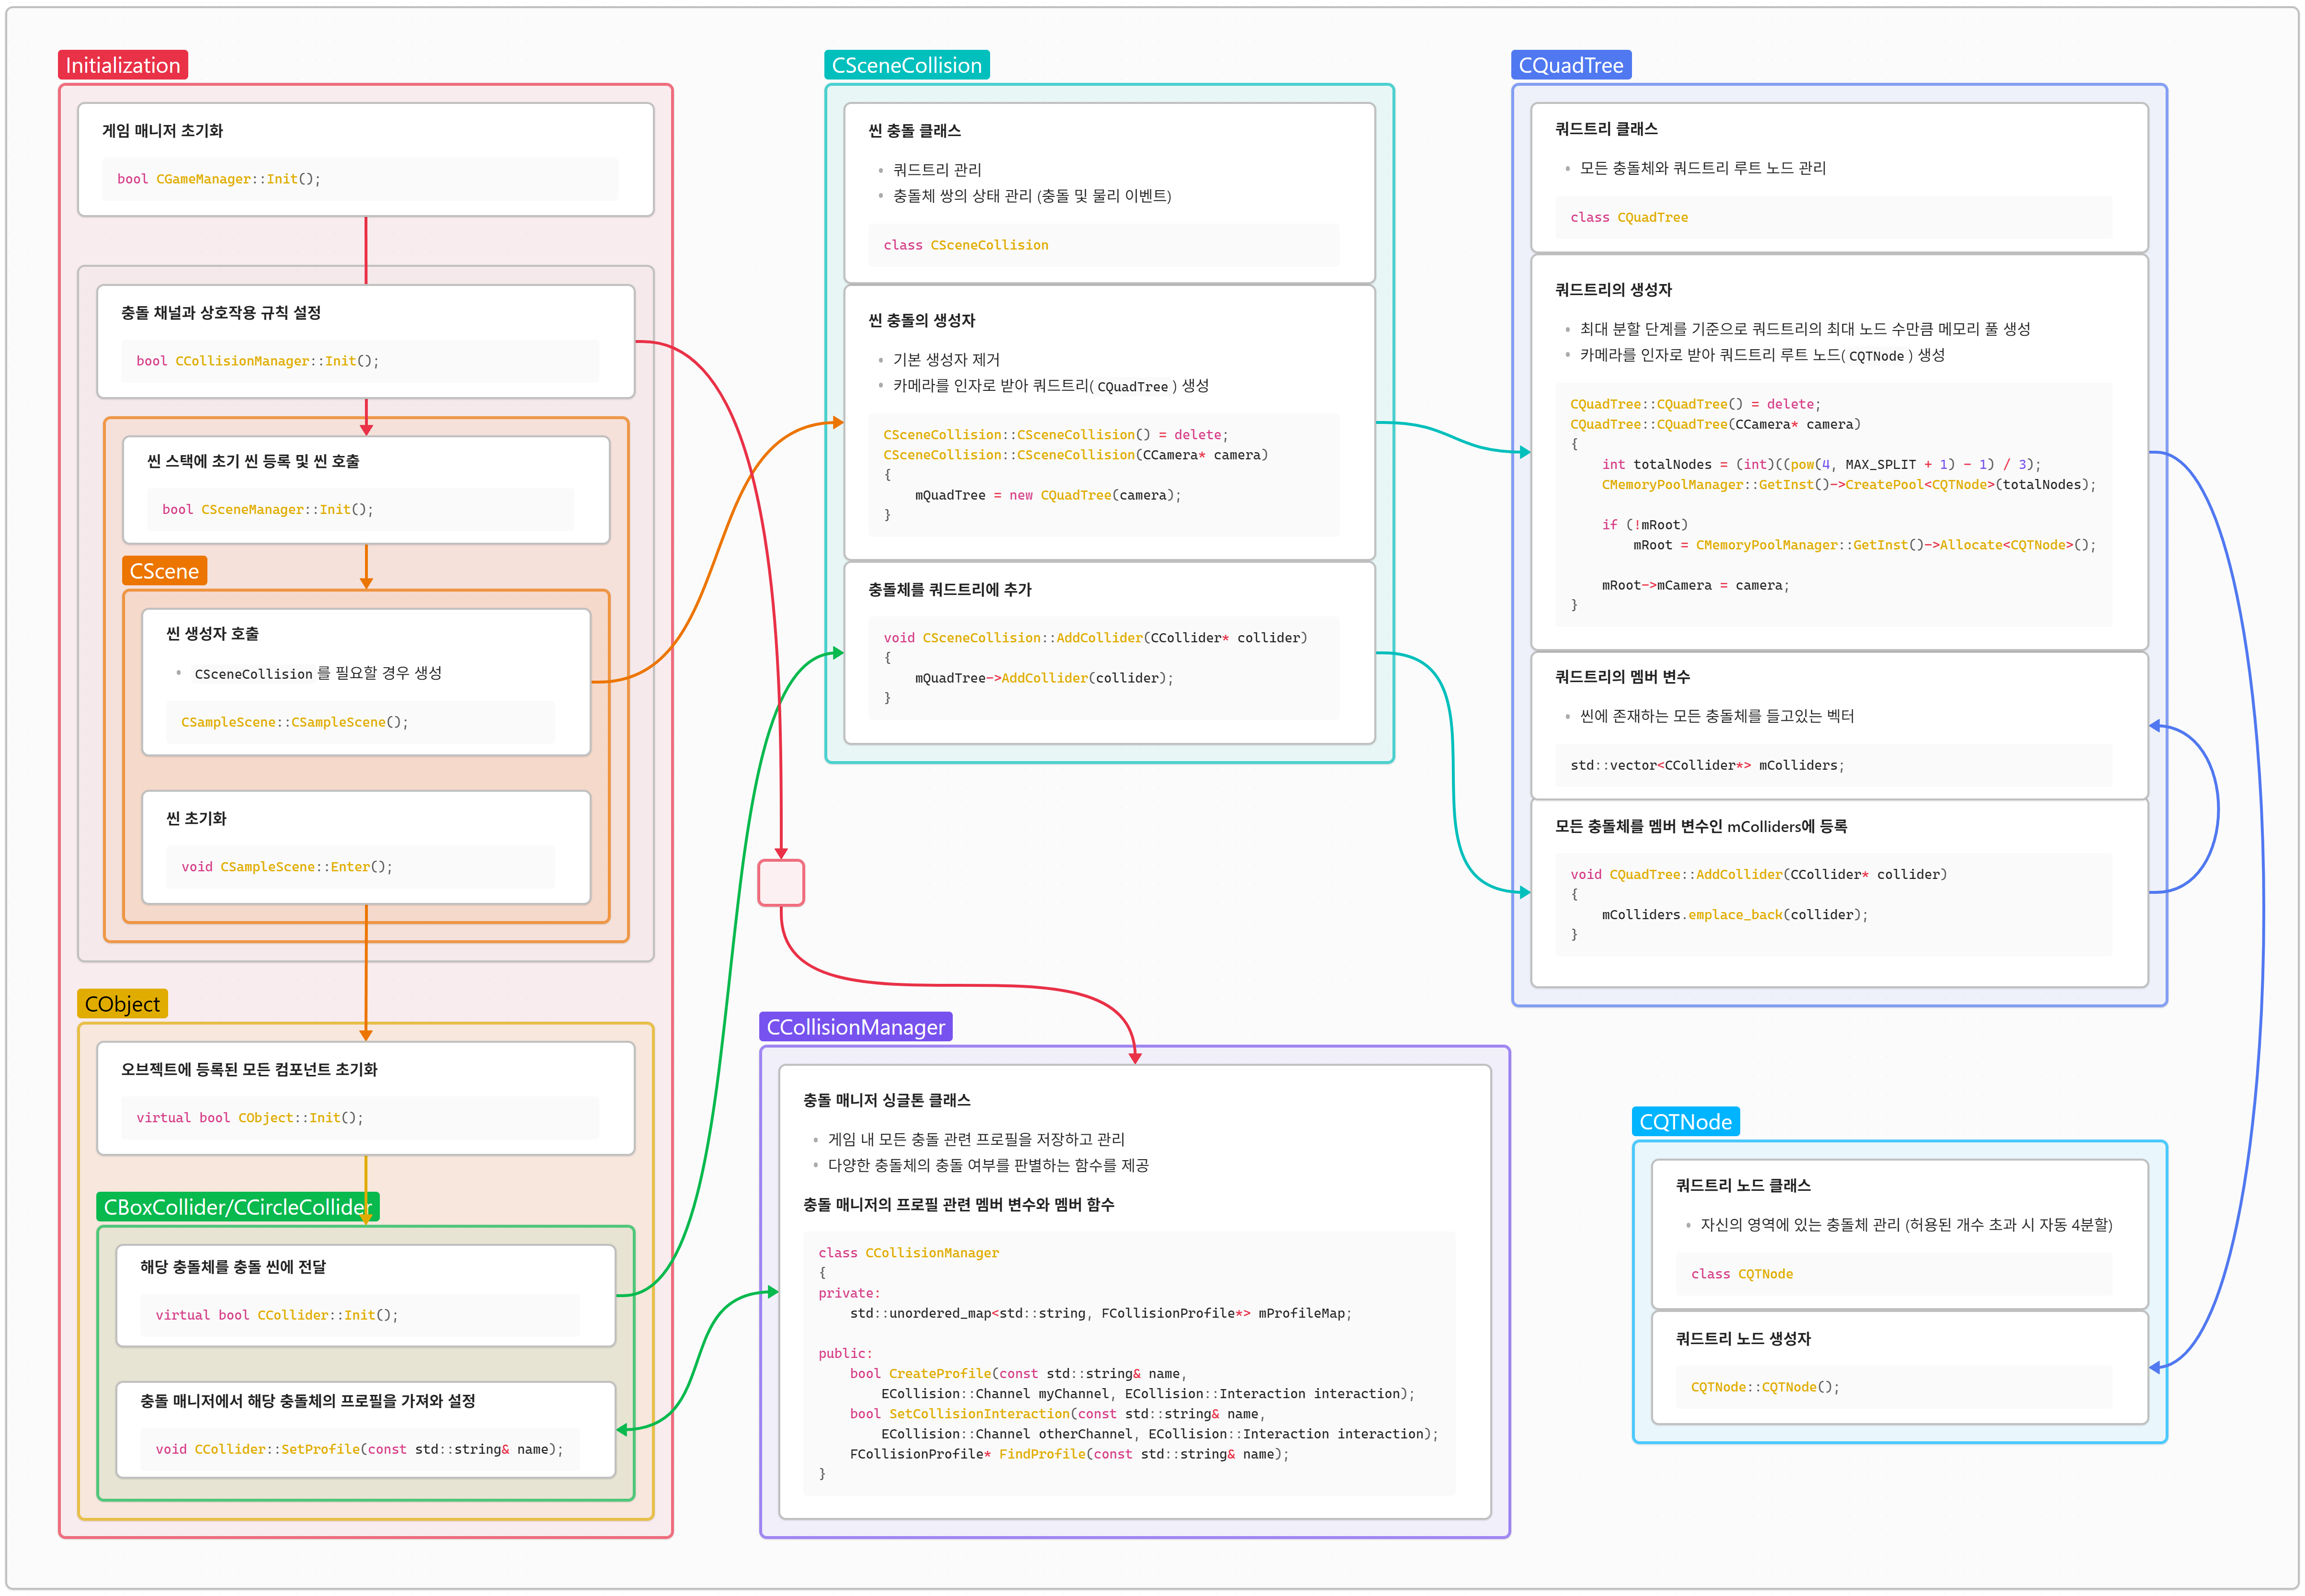 Initialization
게임 매니저 초기화
bool CGameManager::Init();
충돌 채널과 상호작용 규칙 설정
bool CCollisionManager::Init();
씬 스택에 초기 씬 등록 및 씬 호출
bool CSceneManager::Init();
CScene
씬 생성자 호출
• CSceneCollision 를 필요할 경우 생성
CSampleScene::CSampleScene();
씬 초기화
void CSampleScene::Enter();
CObject
오브젝트에 등록된 모든 컴포넌트 초기화
virtual bool CObject::Init();
CBoxCollider/CCircleCollider
해당 충돌체를 충돌 씬에 전달
virtual bool CCollider::Init();
충돌 매니저에서 해당 충돌체의 프로필을 가져와 설정
void CCollider::SetProfile(const std::string& name);
CSceneCollision
씬 충돌 클래스
• 쿼드트리 관리
• 충돌체 쌍의 상태 관리 (충돌 및 물리 이벤트)
class CSceneCollision
씬 충돌의 생성자
• 기본 생성자 제거
• 카메라를 인자로 받아 쿼드트리( CQuadTree ) 생성
CSceneCollision::CSceneCollision() = delete;
CSceneCollision::CSceneCollision(CCamera* camera)
{
    mQuadTree = new CQuadTree(camera);
}
충돌체를 쿼드트리에 추가
void CSceneCollision::AddCollider(CCollider* collider)
{
    mQuadTree->AddCollider(collider);
}
CCollisionManager
충돌 매니저 싱글톤 클래스
• 게임 내 모든 충돌 관련 프로필을 저장하고 관리
• 다양한 충돌체의 충돌 여부를 판별하는 함수를 제공
충돌 매니저의 프로필 관련 멤버 변수와 멤버 함수
class CCollisionManager
{
private:
    std::unordered_map<std::string, FCollisionProfile*> mProfileMap;
public:
    bool CreateProfile(const std::string& name,
        ECollision::Channel myChannel, ECollision::Interaction interaction);
    bool SetCollisionInteraction(const std::string& name,
        ECollision::Channel otherChannel, ECollision::Interaction interaction);
    FCollisionProfile* FindProfile(const std::string& name);
}
CQuadTree
쿼드트리 클래스
• 모든 충돌체와 쿼드트리 루트 노드 관리
class CQuadTree
쿼드트리의 생성자
• 최대 분할 단계를 기준으로 쿼드트리의 최대 노드 수만큼 메모리 풀 생성
• 카메라를 인자로 받아 쿼드트리 루트 노드( CQTNode ) 생성
CQuadTree::CQuadTree() = delete;
CQuadTree::CQuadTree(CCamera* camera)
{
    int totalNodes = (int)((pow(4, MAX_SPLIT + 1) - 1) / 3);
    CMemoryPoolManager::GetInst()->CreatePool<CQTNode>(totalNodes);
    if (!mRoot)
        mRoot = CMemoryPoolManager::GetInst()->Allocate<CQTNode>();
    mRoot->mCamera = camera;
}
쿼드트리의 멤버 변수
• 씬에 존재하는 모든 충돌체를 들고있는 벡터
std::vector<CCollider*> mColliders;
모든 충돌체를 멤버 변수인 mColliders에 등록
void CQuadTree::AddCollider(CCollider* collider)
{
    mColliders.emplace_back(collider);
}
CQTNode
쿼드트리 노드 클래스
• 자신의 영역에 있는 충돌체 관리 (허용된 개수 초과 시 자동 4분할)
class CQTNode
쿼드트리 노드 생성자
CQTNode::CQTNode();